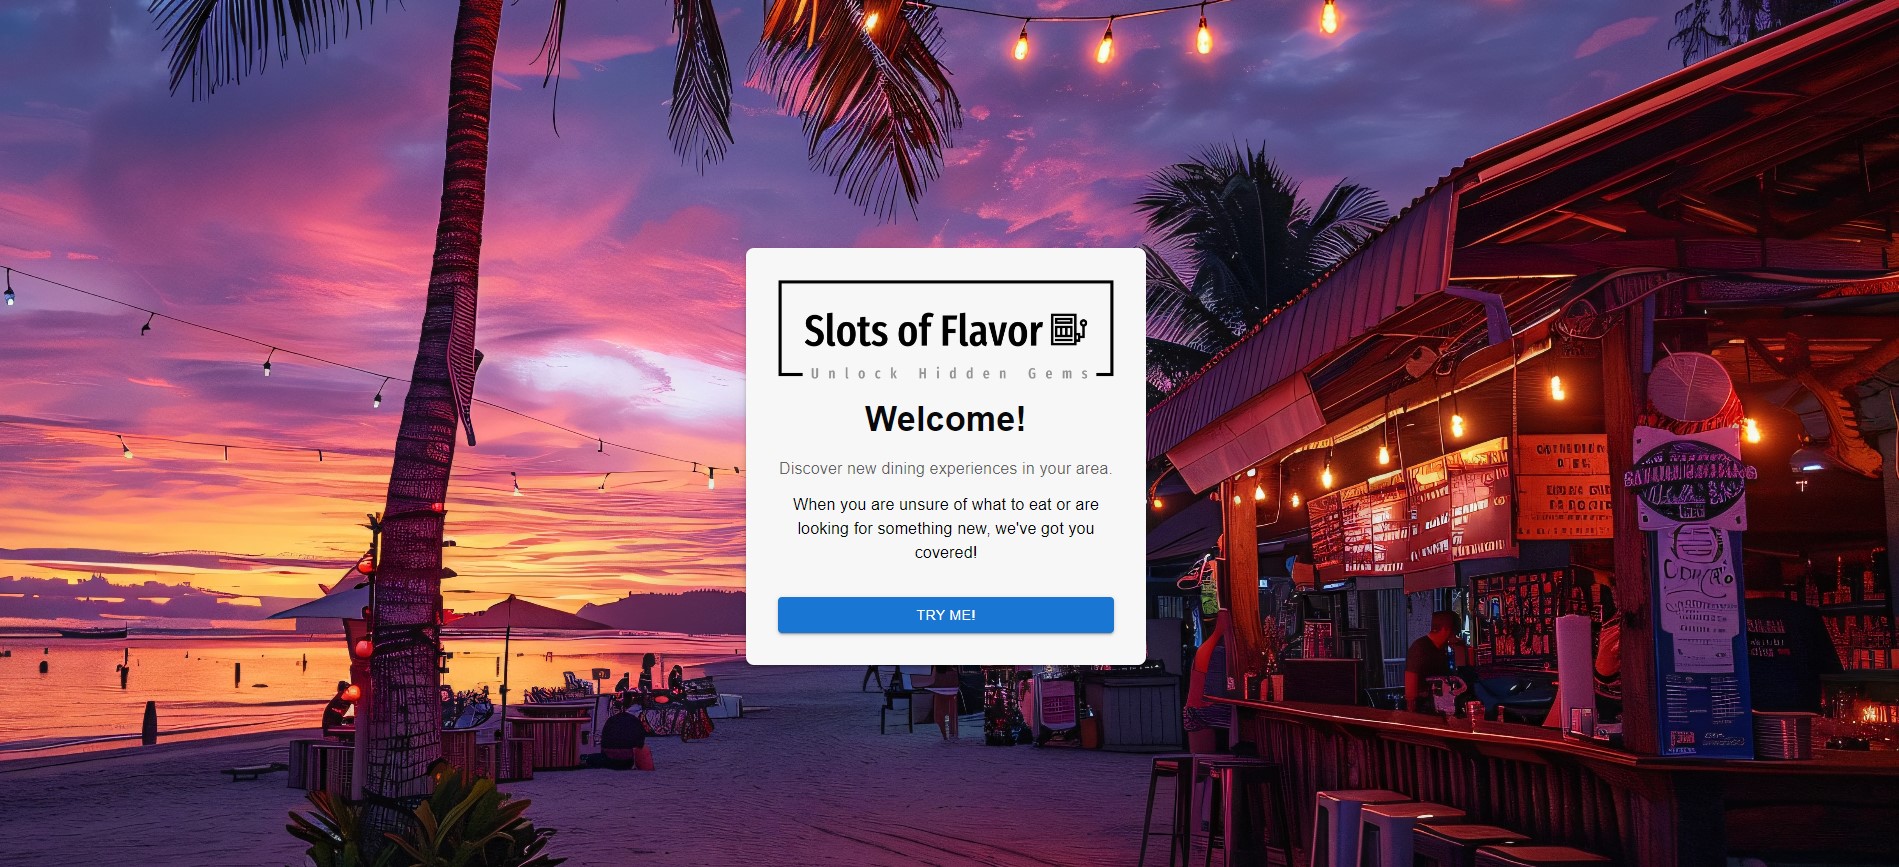 Slots of Flavor
Unlock Hidden Gems
Welcome!
Discover new dining experiences in your area.
When you are unsure of what to eat or are
looking for something new, we've got you
covered!
TRY ME!